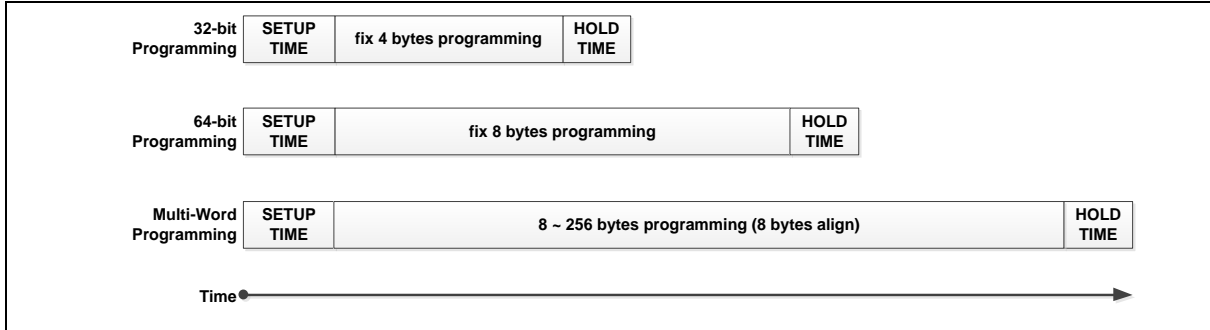 32-bit
Programming
SETUP
TIME
fix 4 bytes programming
HOLD
TIME
64-bit
Programming
SETUP
TIME
fix 8 bytes programming
HOLD
TIME
Multi-Word
Programming
SETUP
TIME
8 ~ 256 bytes programming (8 bytes align)
HOLD
TIME
Time